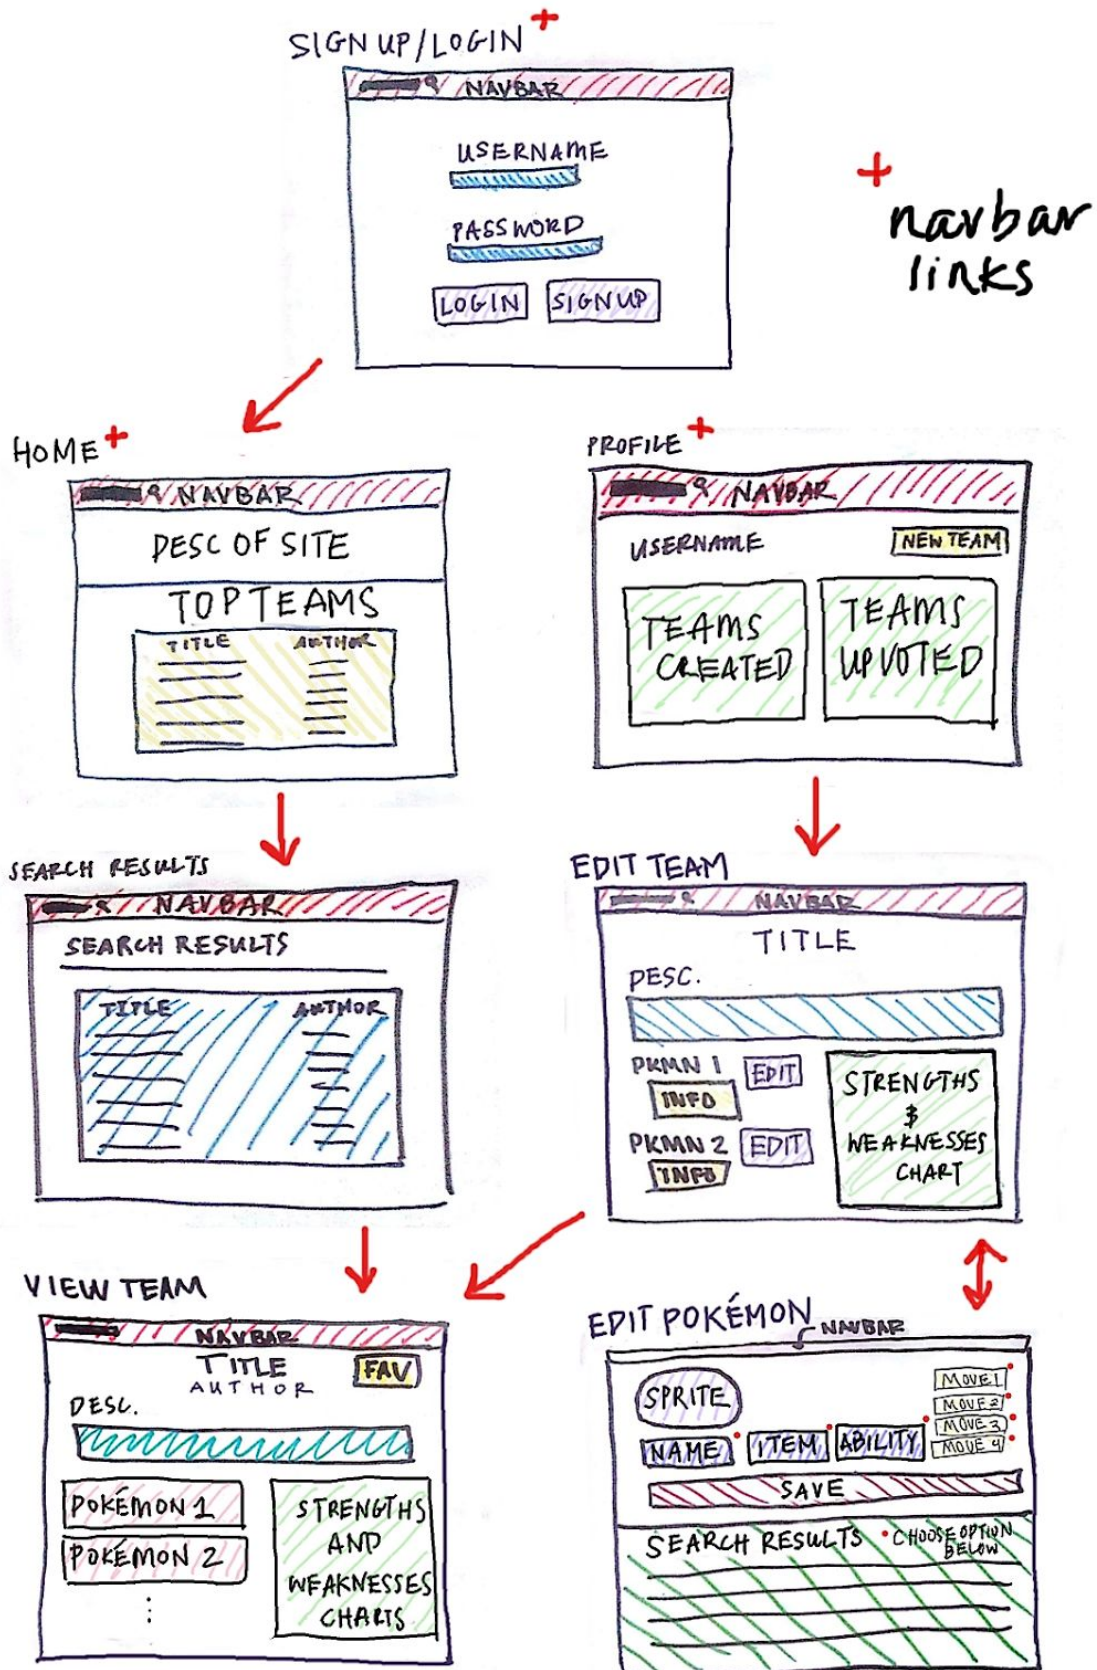 SIGN UP/LOGIN +
NAVBAR
USERNAME
PASSWORD
LOGIN
SIGNUP
+
navbar
links
HOME +
NAVBAR
DESC OF SITE
TOP TEAMS
TITLE
AUTHOR
PROFILE +
NAVBAR
USERNAME
NEW TEAM
TEAMS
CREATED
TEAMS
UPVOTED
SEARCH RESULTS
NAVBAR
SEARCH RESULTS
TITLE
AUTHOR
EDIT TEAM
NAVBAR
TITLE
DESC.
PKMN 1
EDIT
INFO
PKMN 2
EDIT
INFO
STRENGTHS
&
WEAKNESSES
CHART
VIEW TEAM
NAVBAR
TITLE
AUTHOR
FAV
DESC.
POKÉMON 1
POKÉMON 2
⋮
STRENGTHS
AND
WEAKNESSES
CHARTS
EDIT POKÉMON
NAVBAR
SPRITE
NAME
ITEM
ABILITY
MOVE 1
MOVE 2
MOVE 3
MOVE 4
SAVE
SEARCH RESULTS
• CHOOSE OPTION
BELOW